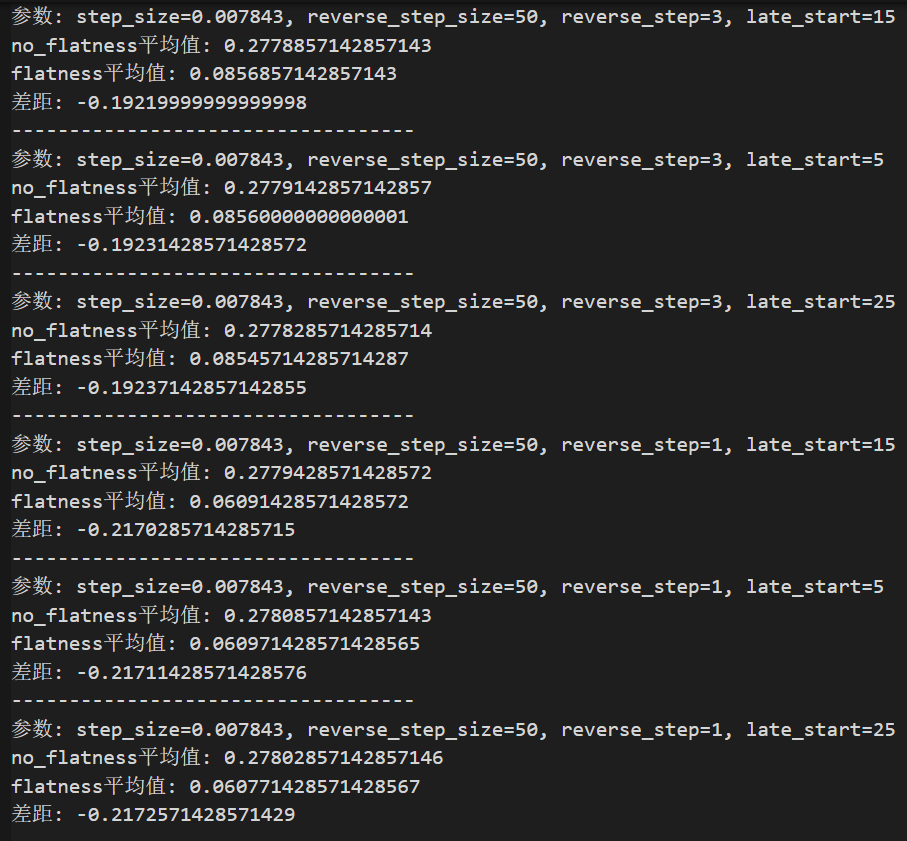 参数: step_size=0.007843, reverse_step_size=50, reverse_step=3, late_start=15
no_flatness平均值: 0.2778857142857143
flatness平均值: 0.0856857142857143
差距: -0.19219999999999998
-----------------------------------
参数: step_size=0.007843, reverse_step_size=50, reverse_step=3, late_start=5
no_flatness平均值: 0.2779142857142857
flatness平均值: 0.08560000000000001
差距: -0.19231428571428572
-----------------------------------
参数: step_size=0.007843, reverse_step_size=50, reverse_step=3, late_start=25
no_flatness平均值: 0.2778285714285714
flatness平均值: 0.08545714285714287
差距: -0.19237142857142855
-----------------------------------
参数: step_size=0.007843, reverse_step_size=50, reverse_step=1, late_start=15
no_flatness平均值: 0.2779428571428572
flatness平均值: 0.06091428571428572
差距: -0.2170285714285715
-----------------------------------
参数: step_size=0.007843, reverse_step_size=50, reverse_step=1, late_start=5
no_flatness平均值: 0.2780857142857143
flatness平均值: 0.060971428571428565
差距: -0.21711428571428576
-----------------------------------
参数: step_size=0.007843, reverse_step_size=50, reverse_step=1, late_start=25
no_flatness平均值: 0.27802857142857146
flatness平均值: 0.060771428571428567
差距: -0.2172571428571429